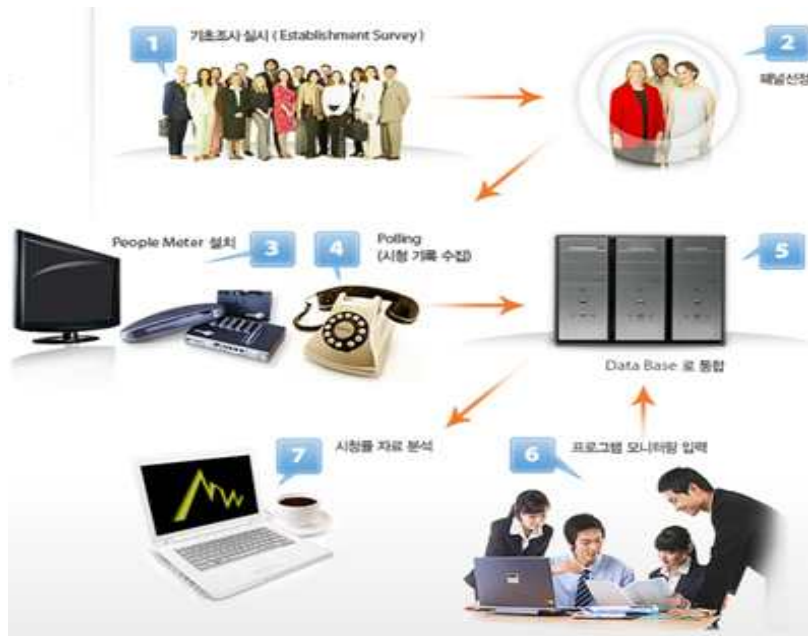 1
기초조사 실시 ( Establishment Survey )
2
패널선정
People Meter 설치
3
4
Polling
(시청 기록 수집)
5
Data Base 로 통합
6
프로그램 모니터링 입력
7
시청률 자료 분석